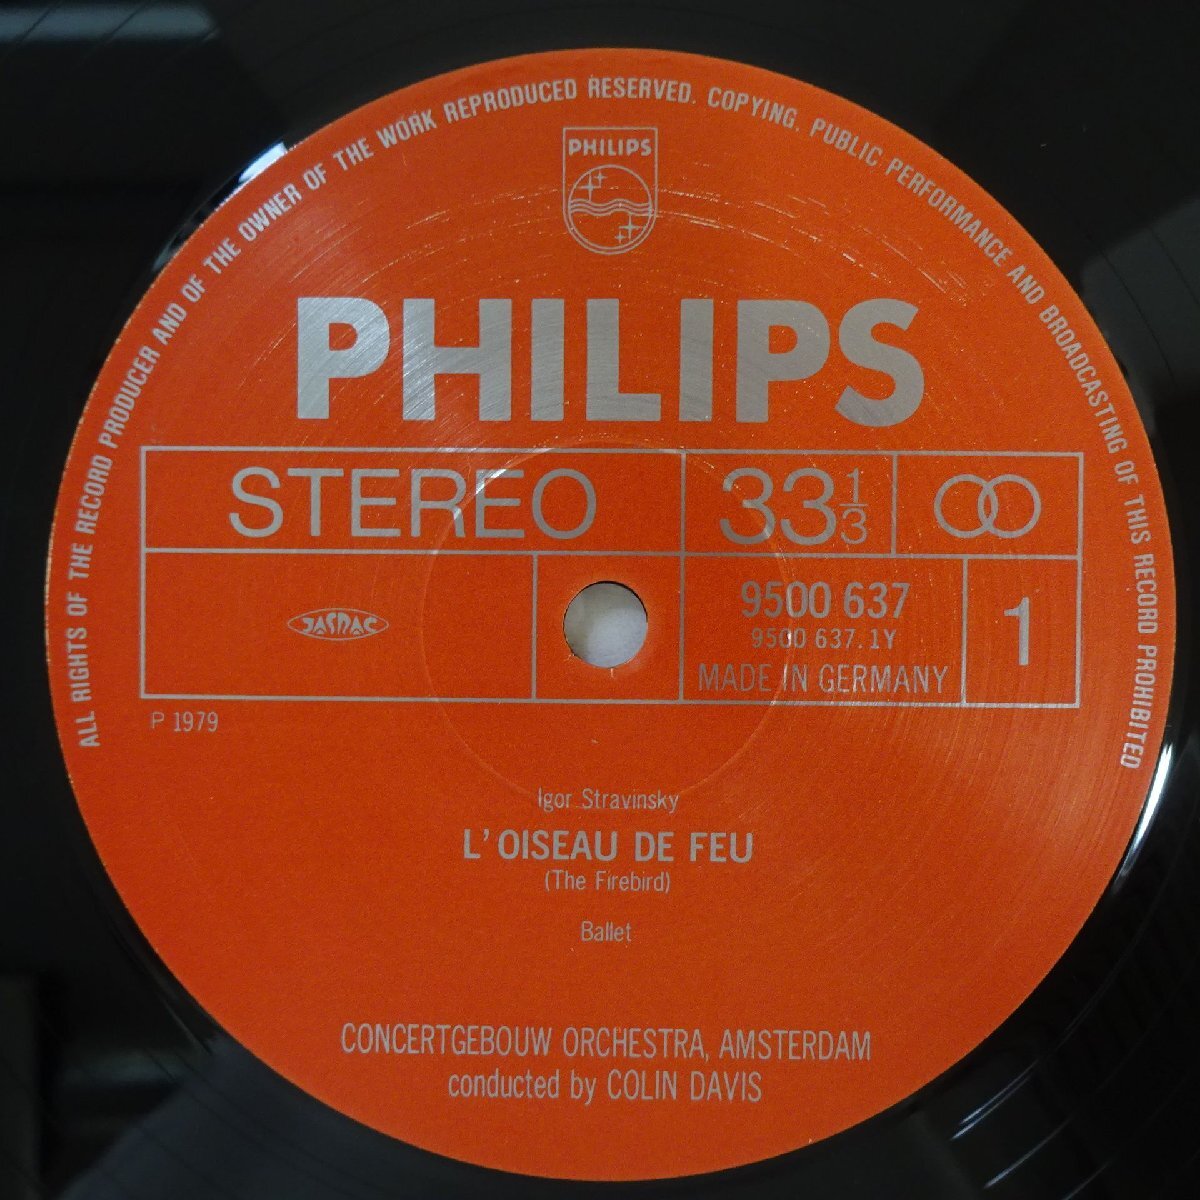 ALL RIGHTS OF THE RECORD PRODUCER AND OF THE OWNER OF THE WORK REPRODUCED RESERVED. COPYING, PUBLIC PERFORMANCE AND BROADCASTING OF THIS RECORD PROHIBITED
PHILIPS
PHILIPS
STEREO
33 1/3
JASRAC
9500 637
9500 637.1Y
MADE IN GERMANY
1
P 1979
Igor Stravinsky
L'OISEAU DE FEU
(The Firebird)
Ballet
CONCERTGEBOUW ORCHESTRA, AMSTERDAM
conducted by COLIN DAVIS